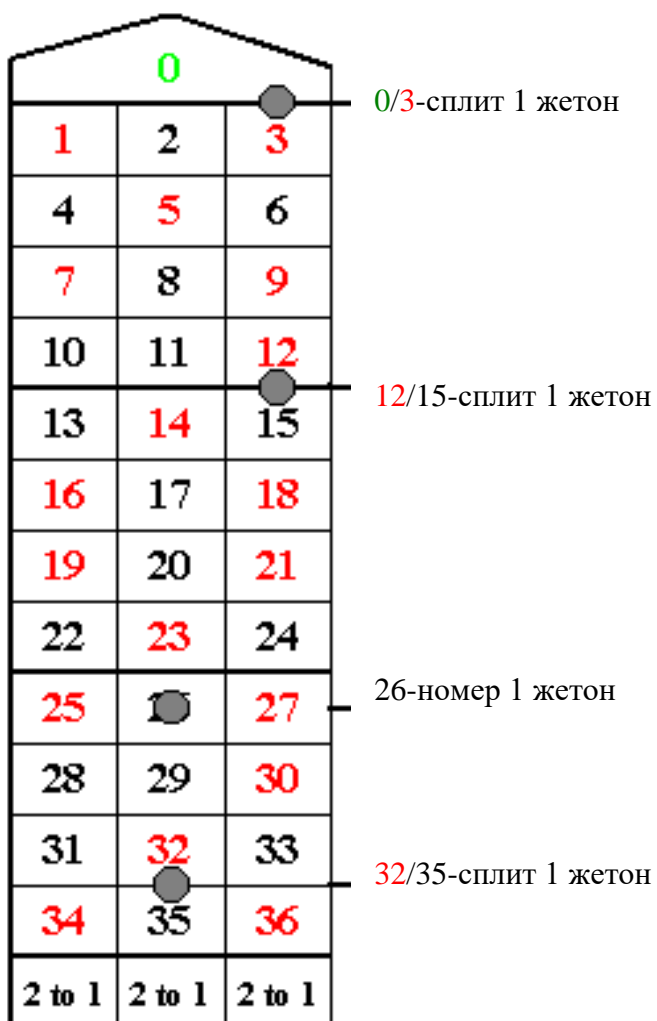 0
0/3-сплит 1 жетон
1 2 3
4 5 6
7 8 9
10 11 12
12/15-сплит 1 жетон
13 14 15
16 17 18
19 20 21
22 23 24
26-номер 1 жетон
25 27
28 29 30
31 32 33
32/35-сплит 1 жетон
34 35 36
2 to 1 2 to 1 2 to 1